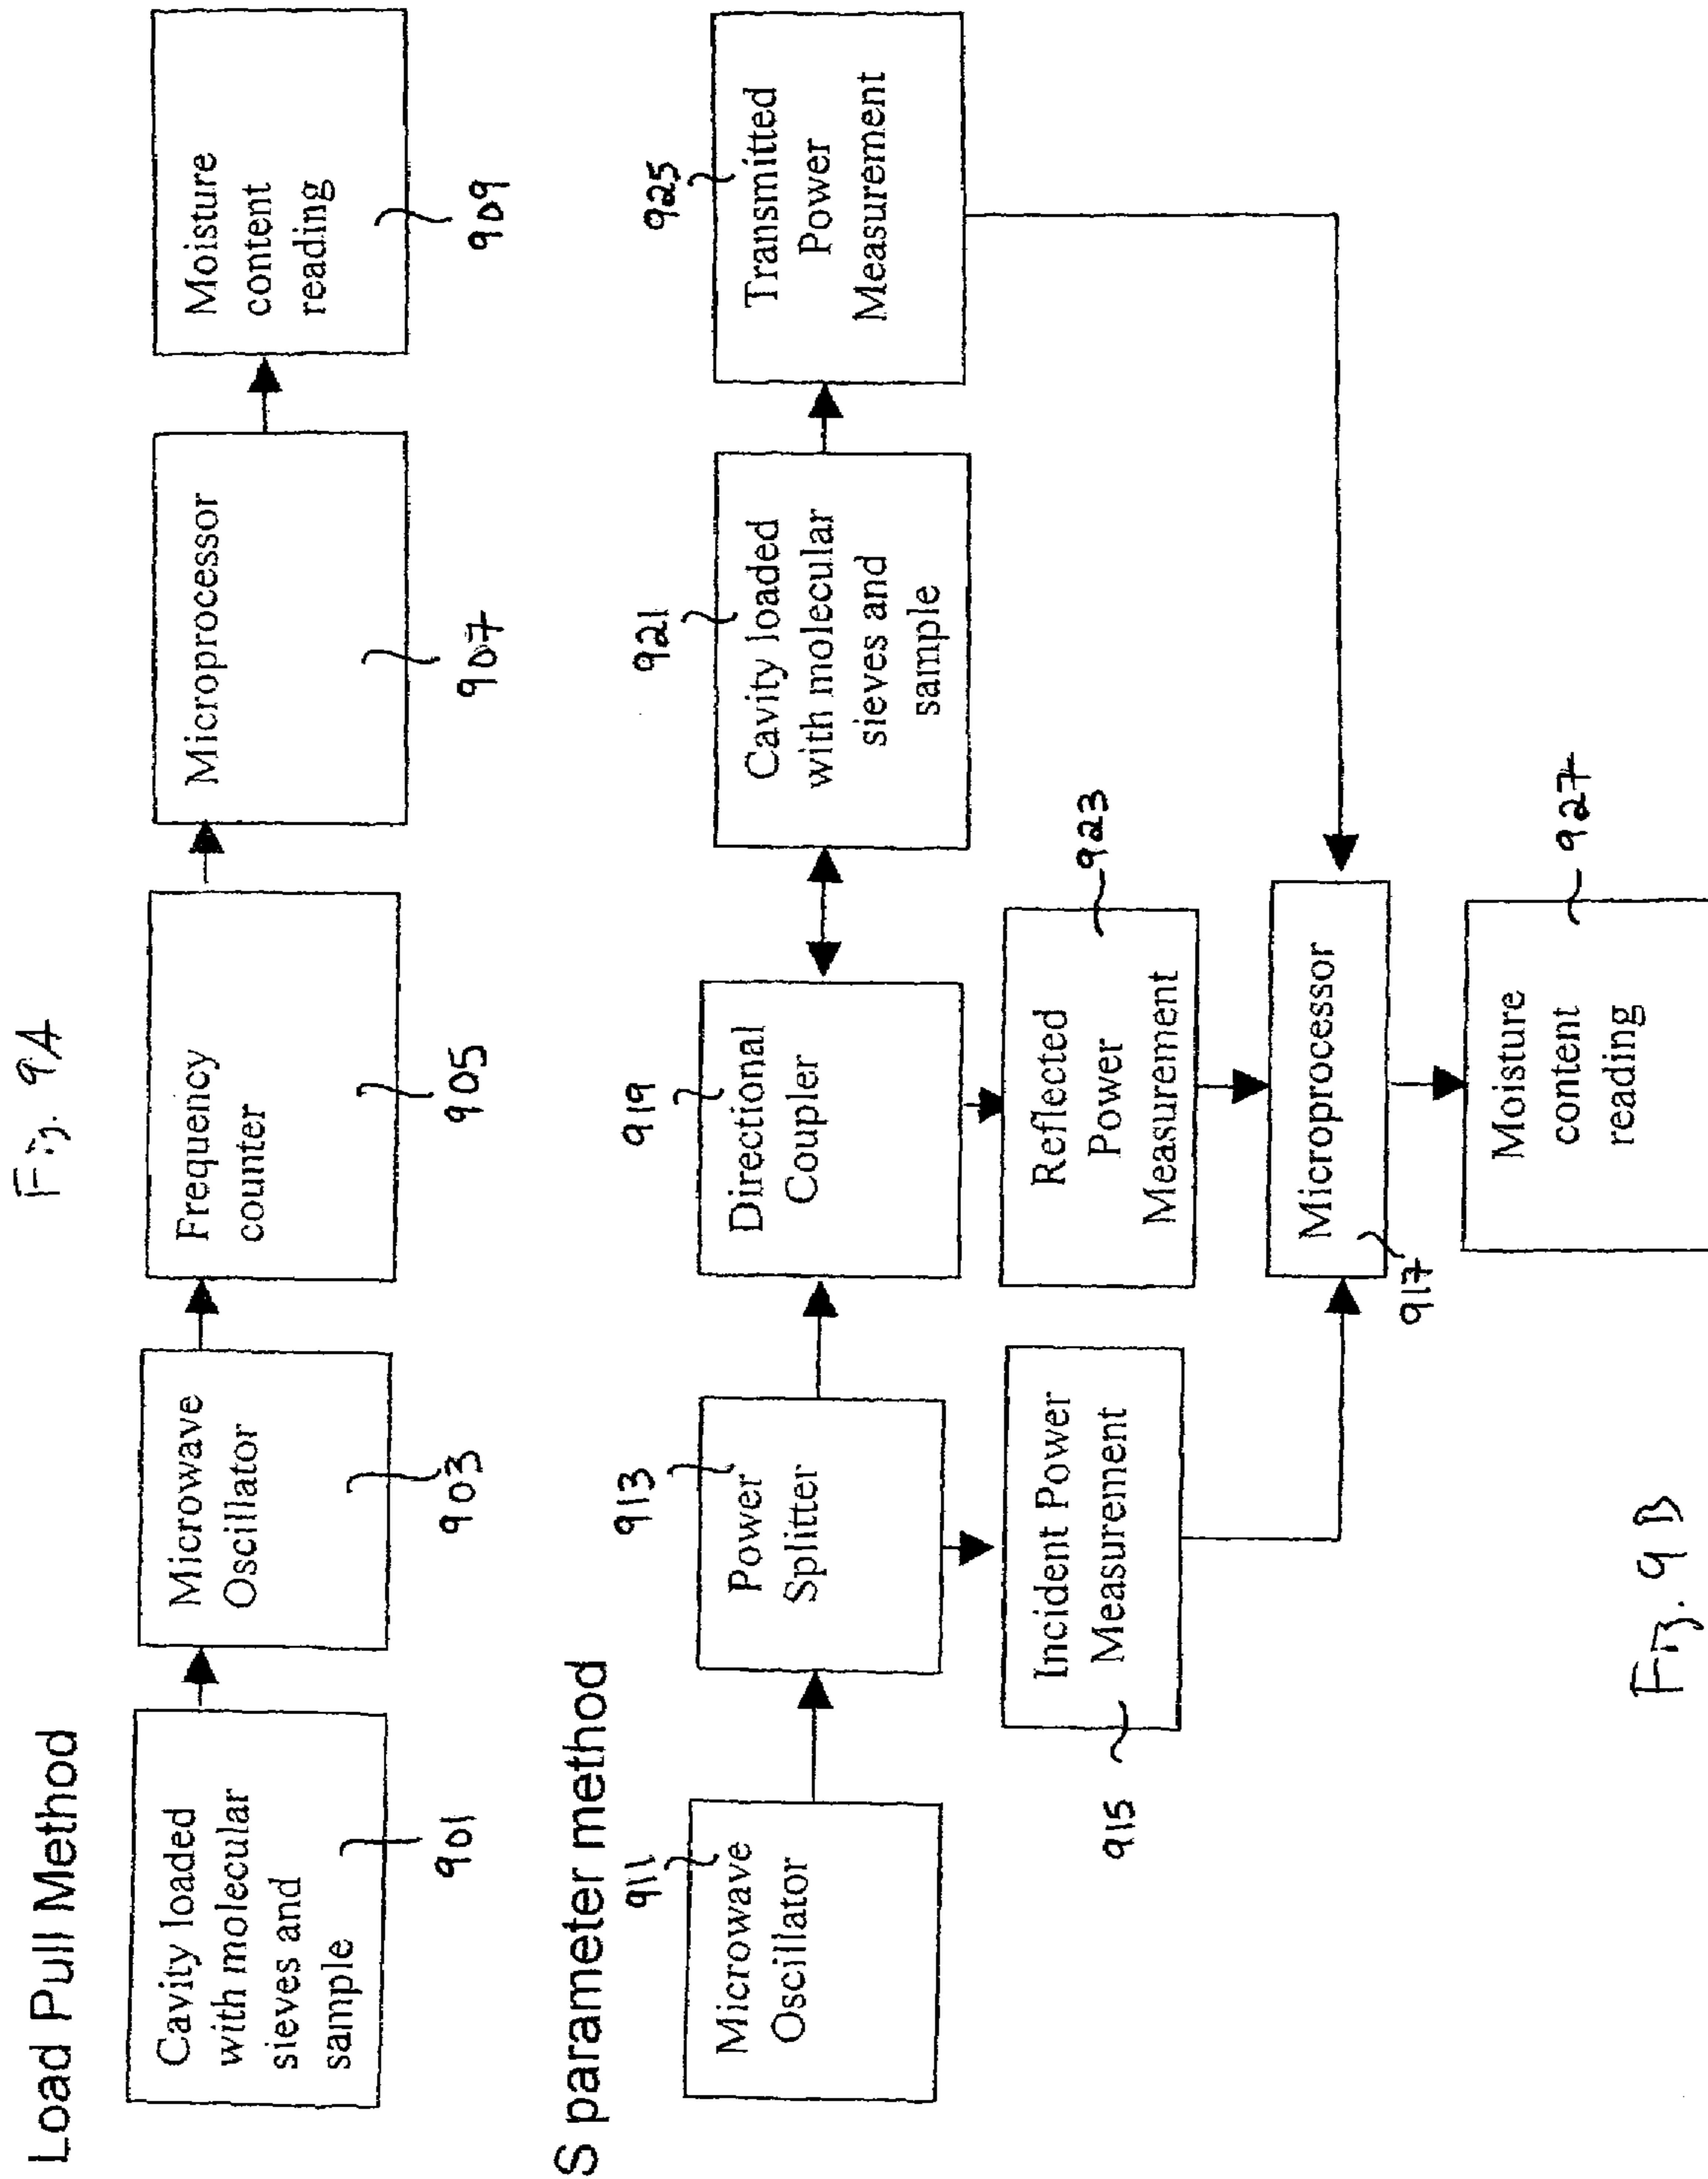 Fig. 9A
Load Pull Method
Cavity loaded
with molecular
sieves and
sample
901
Microwave
Oscillator
903
Frequency
counter
905
Microprocessor
907
Moisture
content
reading
909
S parameter method
911
Microwave
Oscillator
913
Power
Splitter
915
Incident Power
Measurement
919
Directional
Coupler
923
Reflected
Power
Measurement
921
Cavity loaded
with molecular
sieves and
sample
925
Transmitted
Power
Measurement
Microprocessor
917
Moisture
content
reading
927
Fig. 9B